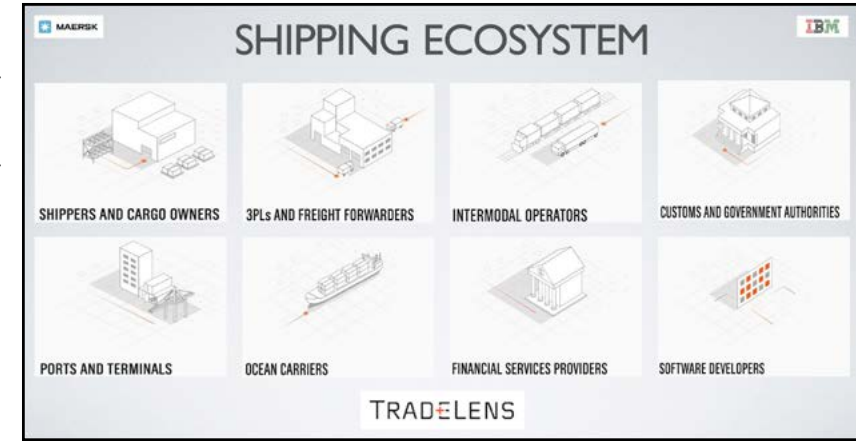 MAERSK
SHIPPING ECOSYSTEM
IBM
SHIPPERS AND CARGO OWNERS
3PLs AND FREIGHT FORWARDERS
INTERMODAL OPERATORS
CUSTOMS AND GOVERNMENT AUTHORITIES
PORTS AND TERMINALS
OCEAN CARRIERS
FINANCIAL SERVICES PROVIDERS
SOFTWARE DEVELOPERS
TRADELENS